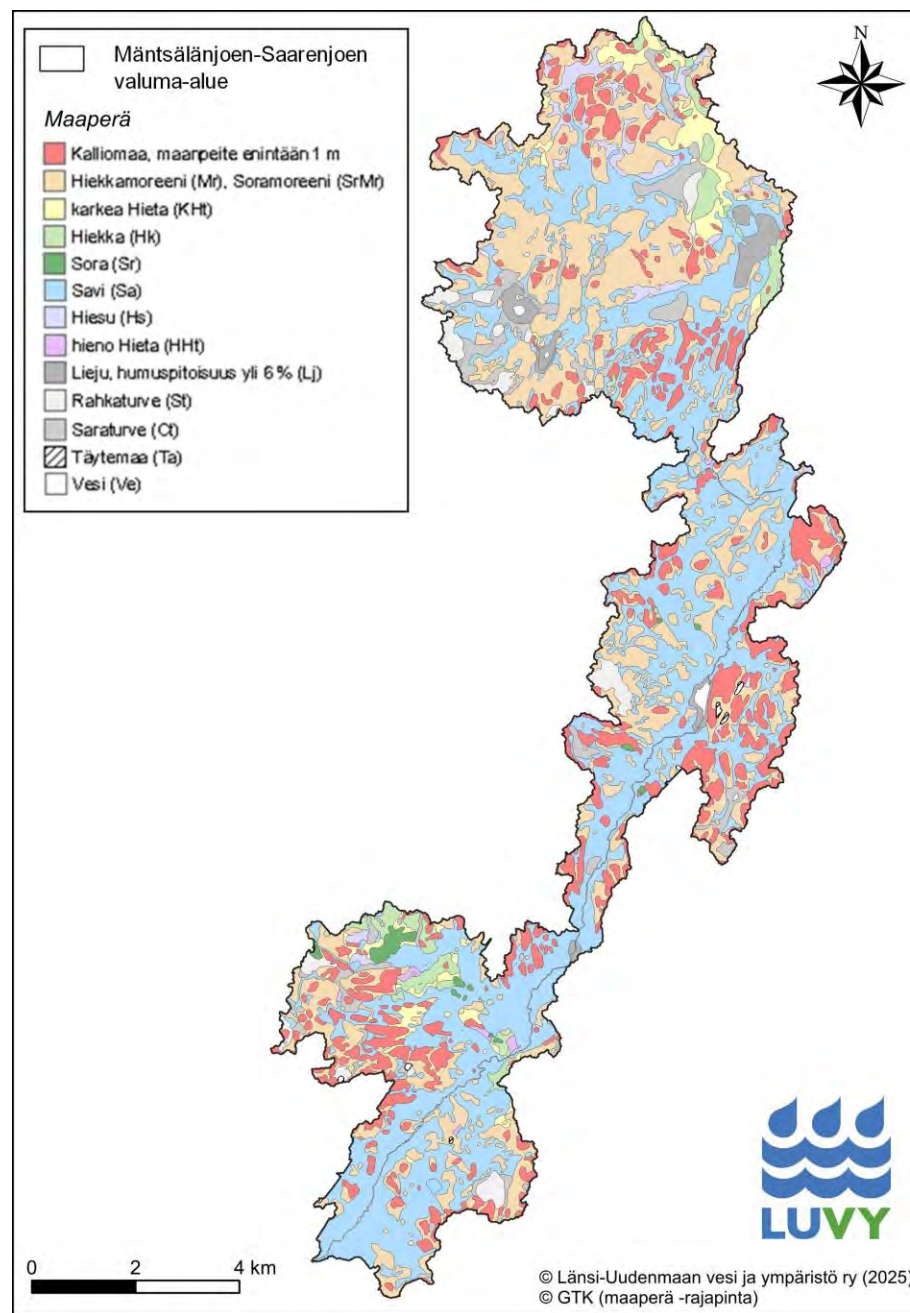 Mäntsälänjoen-Saarenjoen
valuma-alue
Maaperä
Kalliomaa, maanpeite enintään 1 m
Hiekkamoreeni (Mr), Soramoreeni (SrMr)
karkea Hieta (KHt)
Hiekka (Hk)
Sora (Sr)
Savi (Sa)
Hiesu (Hs)
hieno Hieta (HHt)
Lieju, humuspitoisuus yli 6 % (Lj)
Rahkaturve (St)
Saraturve (Ct)
Täytemaa (Ta)
Vesi (Ve)
N
LUVY
0 2 4 km
© Länsi-Uudenmaan vesi ja ympäristö ry (2025)
© GTK (maaperä -rajapinta)